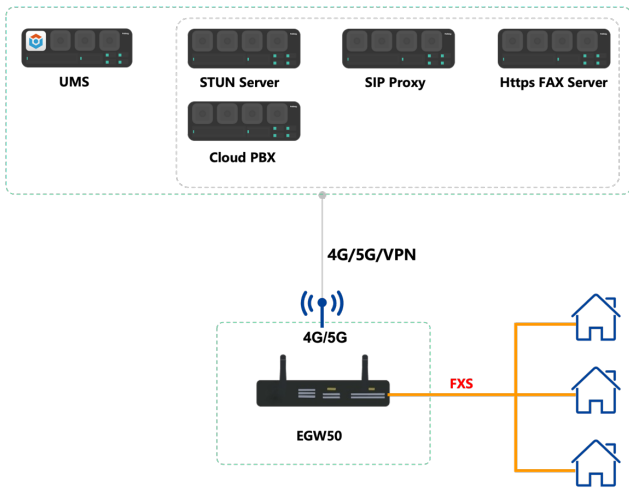 UMS
STUN Server
SIP Proxy
Https FAX Server
Cloud PBX
4G/5G/VPN
4G/5G
FXS
EGW50